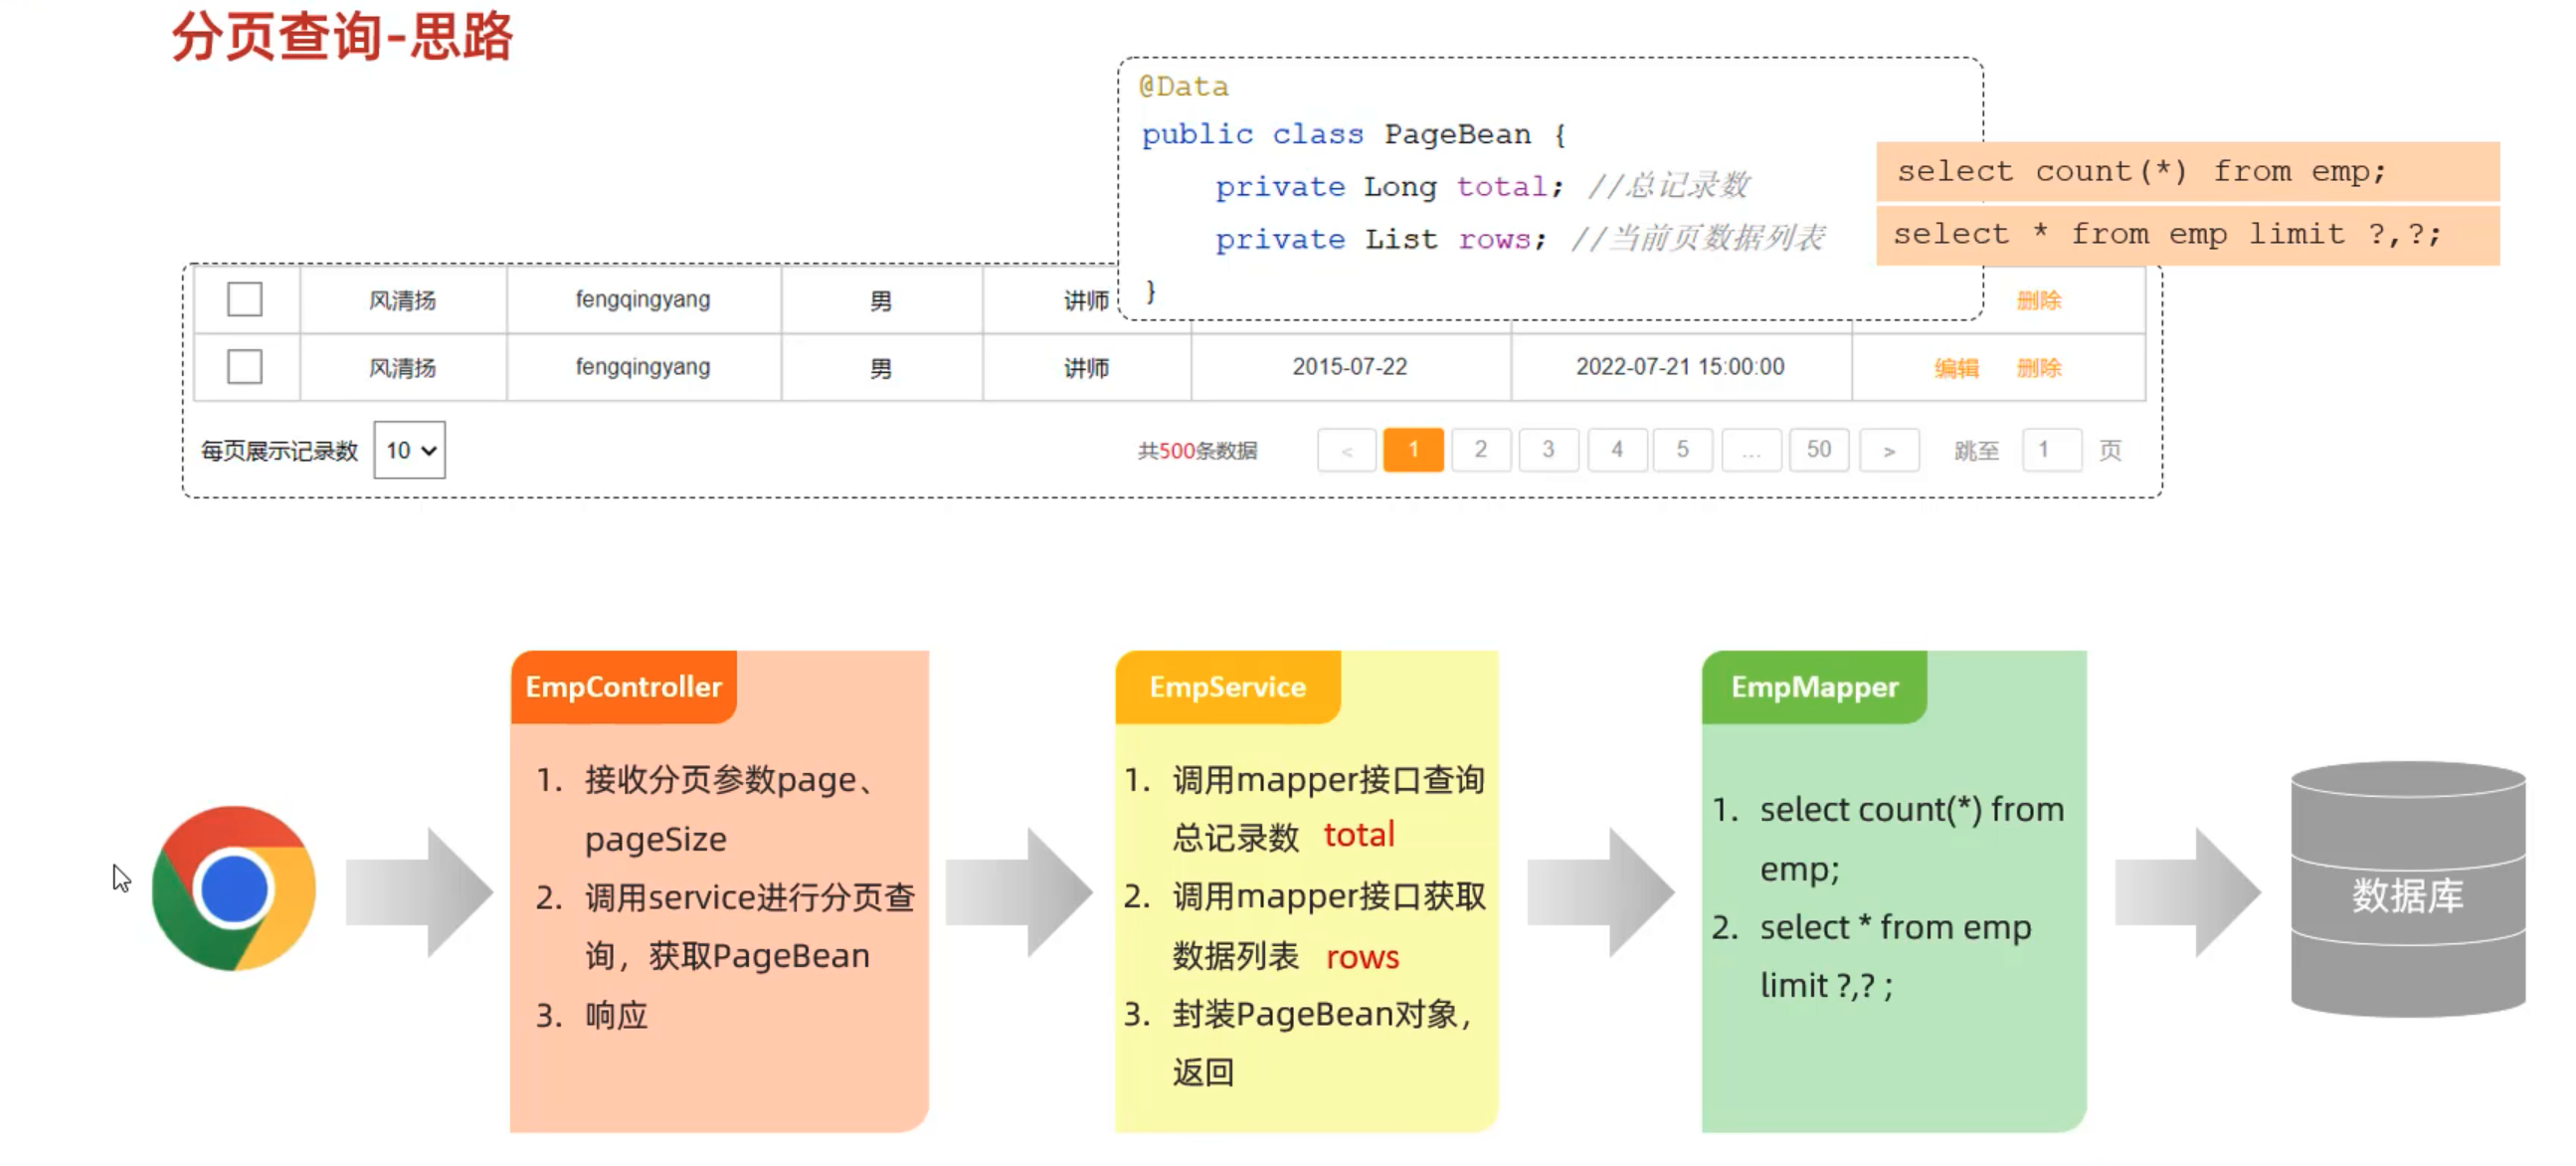 分页查询-思路
@Data
public class PageBean {
private Long total; //总记录数
private List rows; //当前页数据列表
}
select count(*) from emp;
select * from emp limit ?,?;
风清扬 fengqingyang 男 讲师 删除
风清扬 fengqingyang 男 讲师 2015-07-22 2022-07-21 15:00:00 编辑 删除
每页展示记录数 10 共500条数据 < 1 2 3 4 5 ... 50 > 跳至 1 页
EmpController
1. 接收分页参数page、
pageSize
2. 调用service进行分页查
询，获取PageBean
3. 响应
EmpService
1. 调用mapper接口查询
总记录数 total
2. 调用mapper接口获取
数据列表 rows
3. 封装PageBean对象，
返回
EmpMapper
1. select count(*) from
emp;
2. select * from emp
limit ?,? ;
数据库